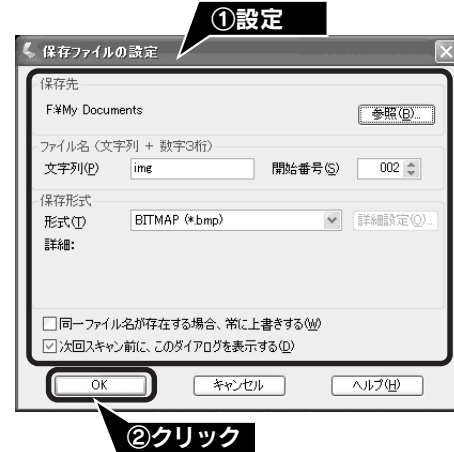 ①設定
保存ファイルの設定
保存先
F:¥My Documents
参照(B)...
ファイル名 (文字列 + 数字3桁)
文字列(P) img 開始番号(S) 002
保存形式
形式(T) BITMAP (*.bmp) 詳細設定(O)...
詳細:
同一ファイル名が存在する場合、常に上書きする(W)
次回スキャン前に、このダイアログを表示する(D)
OK キャンセル ヘルプ(H)
②クリック